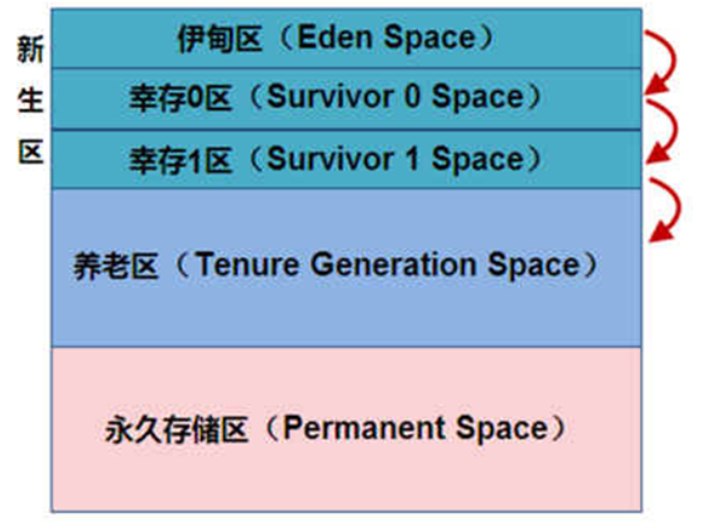 新生区
伊甸区（Eden Space）
幸存0区（Survivor 0 Space）
幸存1区（Survivor 1 Space）
养老区（Tenure Generation Space）
永久存储区（Permanent Space）